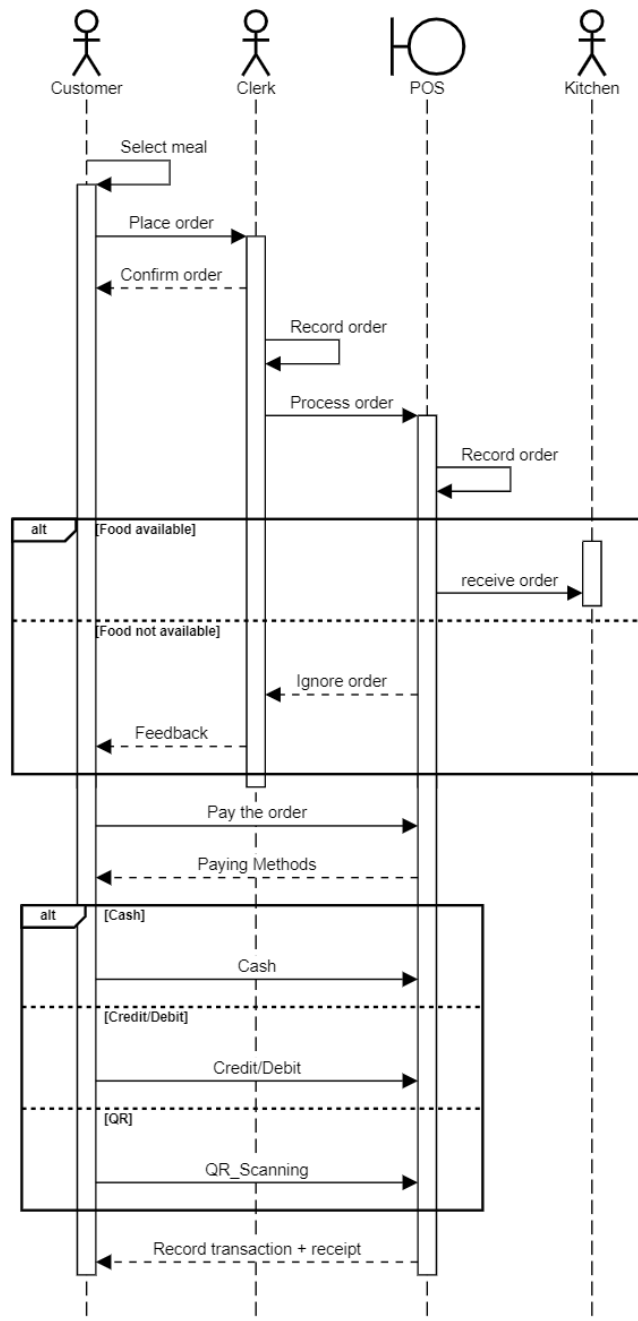 Customer
Clerk
POS
Kitchen
Select meal
Place order
Confirm order
Record order
Process order
Record order
alt
[Food available]
receive order
[Food not available]
Ignore order
Feedback
Pay the order
Paying Methods
alt
[Cash]
Cash
[Credit/Debit]
Credit/Debit
[QR]
QR_Scanning
Record transaction + receipt